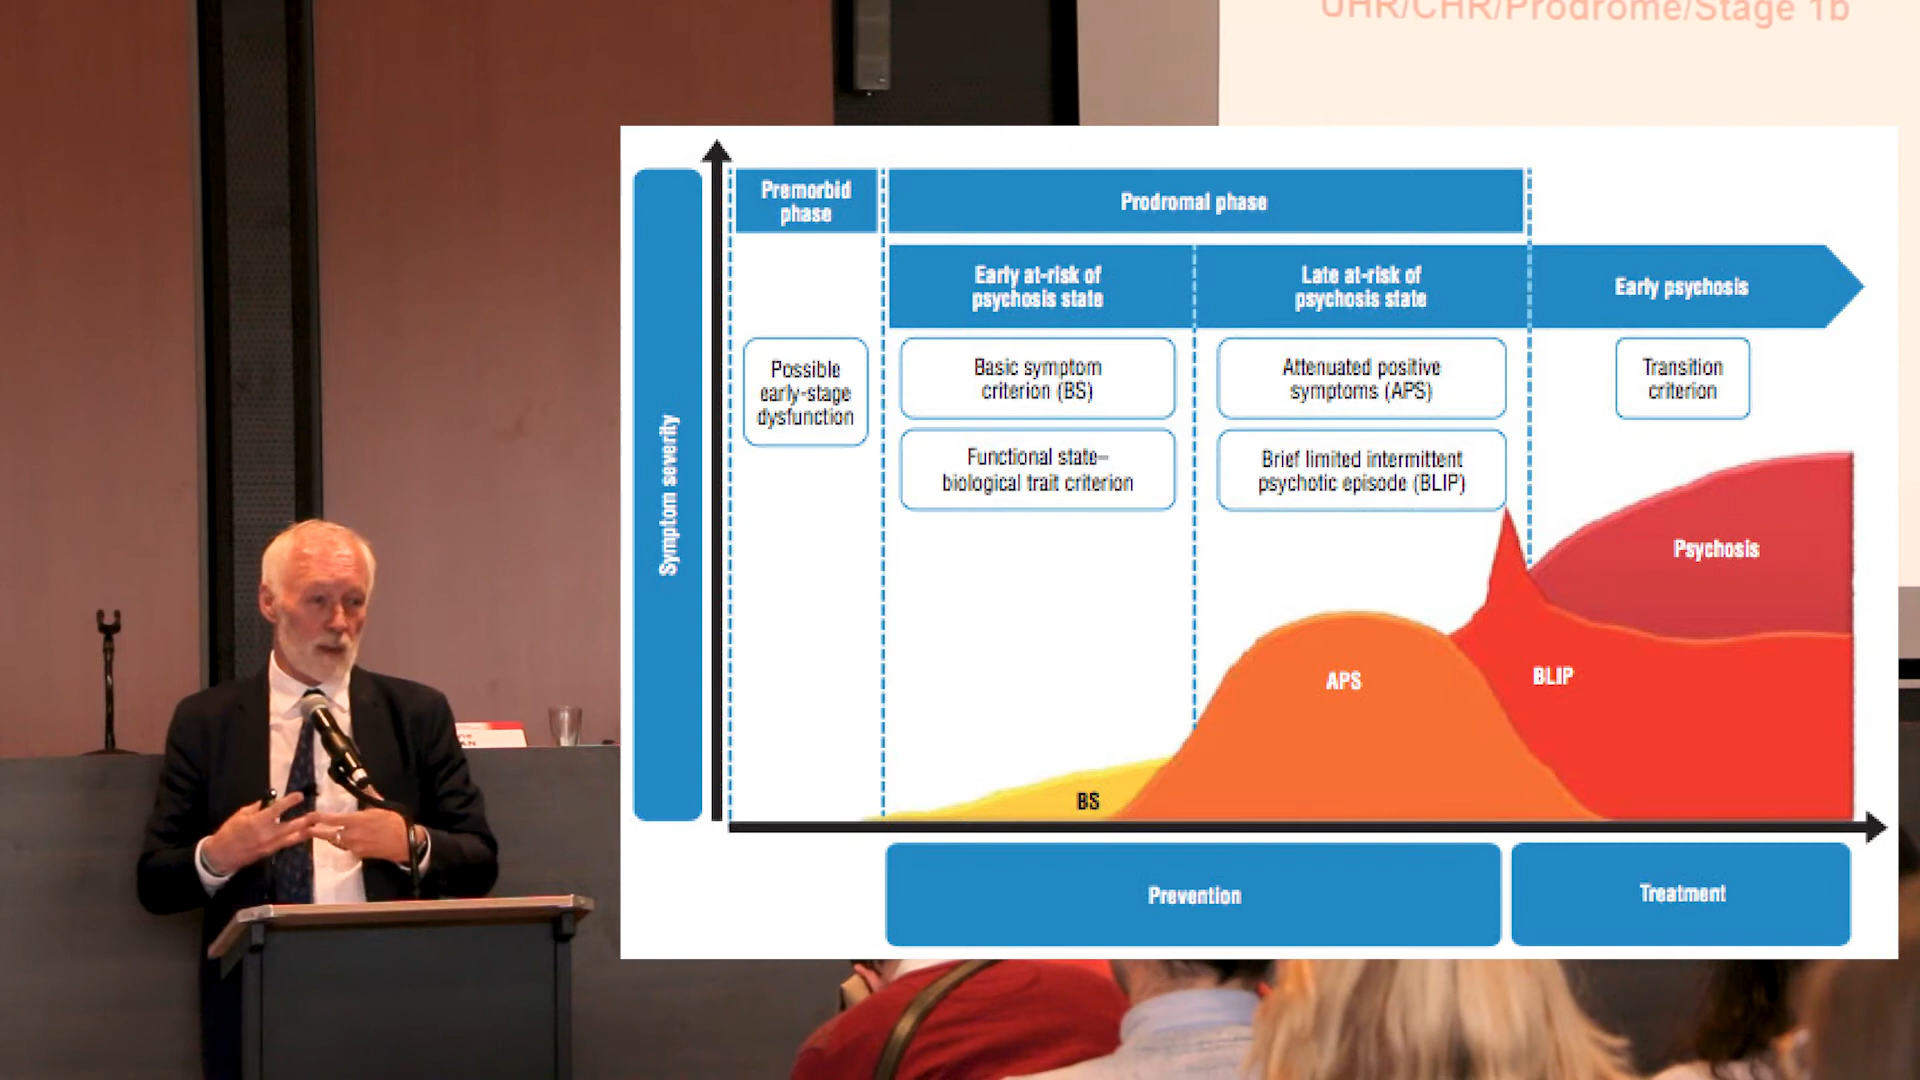 UHR/CHR/Prodrome/Stage 1b
Symptom severity
Premorbid
phase
Prodromal phase
Early at-risk of
psychosis state
Late at-risk of
psychosis state
Early psychosis
Possible
early-stage
dysfunction
Basic symptom
criterion (BS)
Functional state–
biological trait criterion
Attenuated positive
symptoms (APS)
Brief limited intermittent
psychotic episode (BLIP)
Transition
criterion
Psychosis
BLIP
APS
BS
Prevention
Treatment